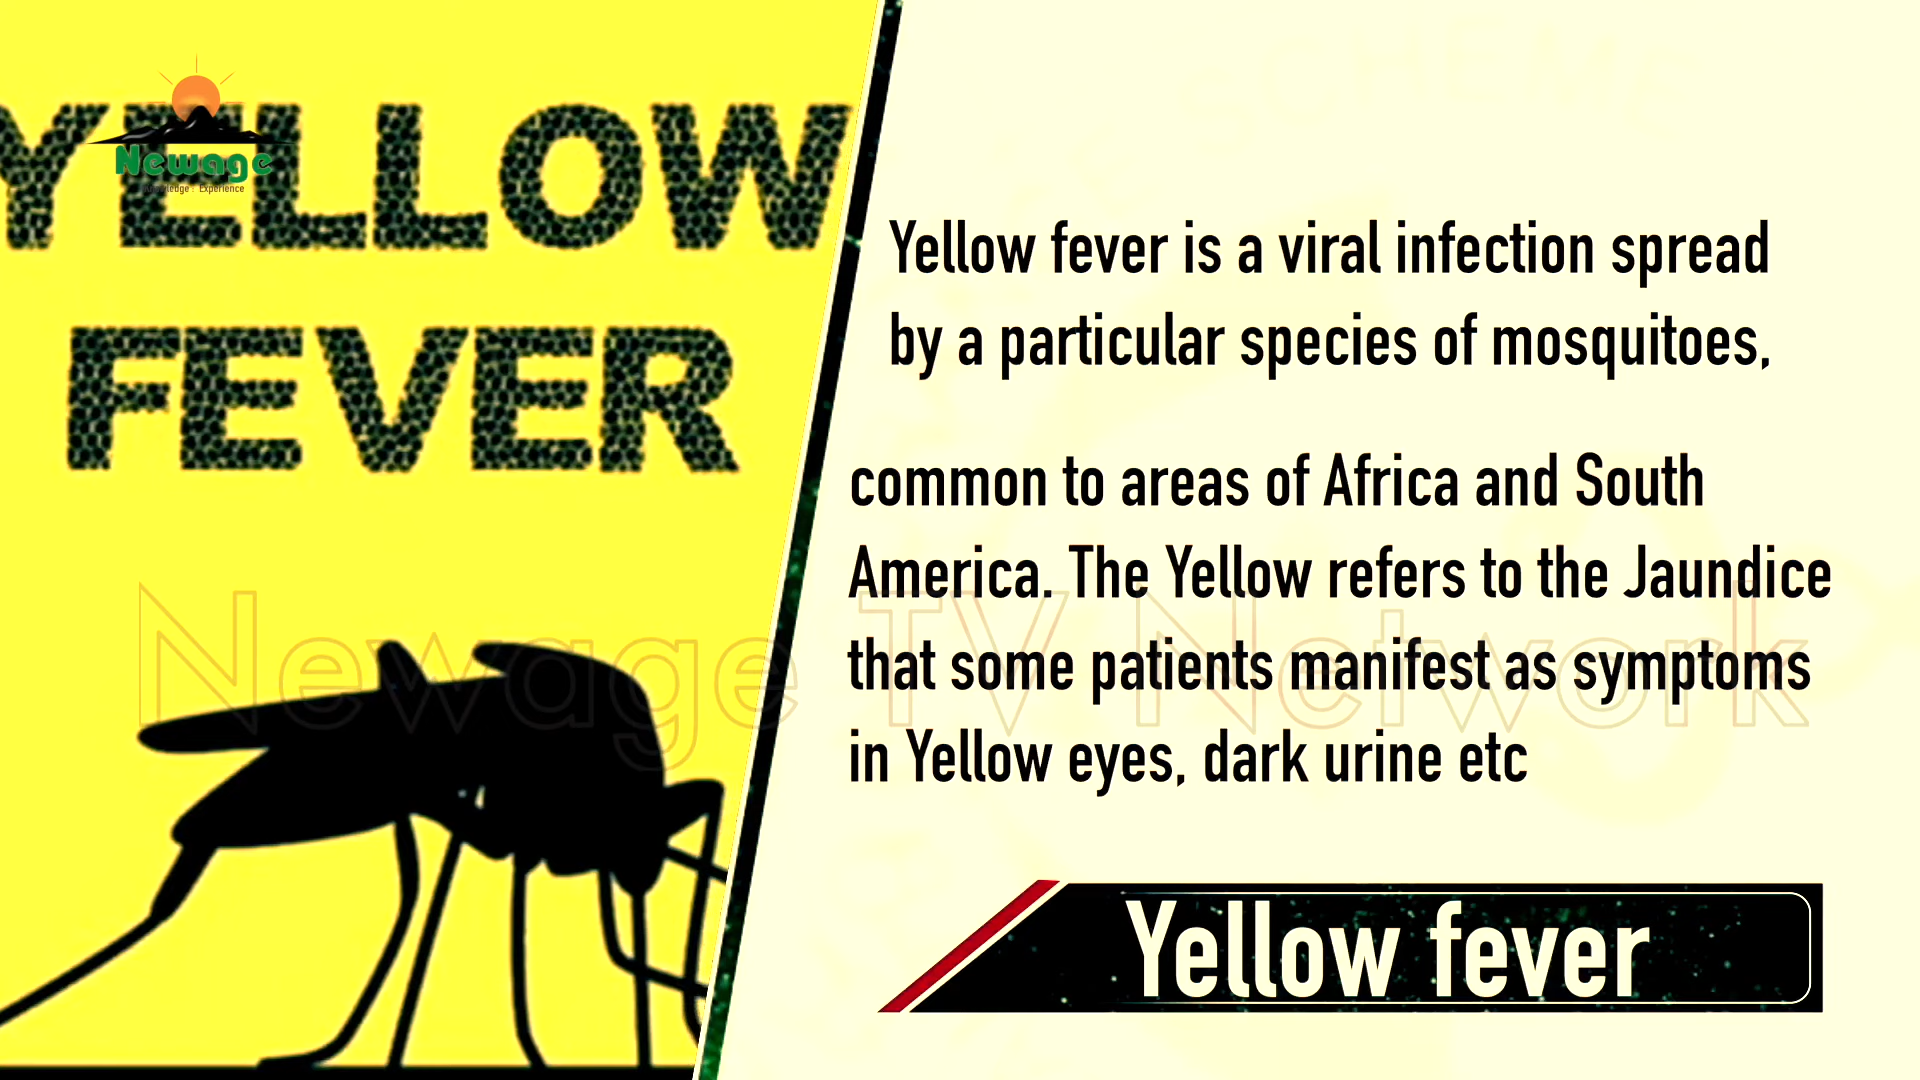 YELLOW
FEVER
Newage
Experience
Yellow fever is a viral infection spread
by a particular species of mosquitoes,
common to areas of Africa and South
America. The Yellow refers to the Jaundice
that some patients manifest as symptoms
in Yellow eyes, dark urine etc
Newage TV Network
Yellow fever